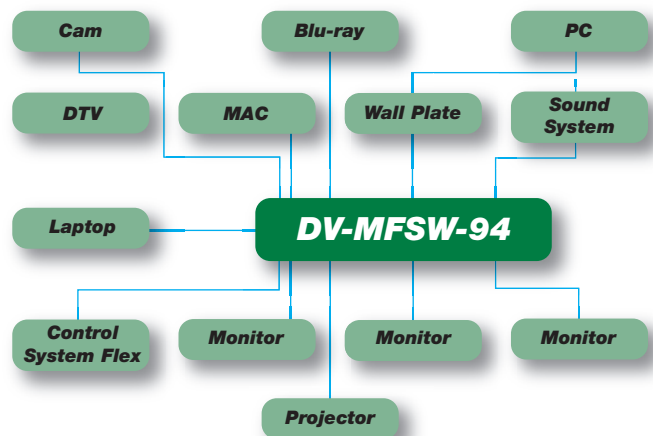 Cam
Blu-ray
PC
DTV
MAC
Wall Plate
Sound
System
Laptop
DV-MFSW-94
Control
System Flex
Monitor
Monitor
Monitor
Projector